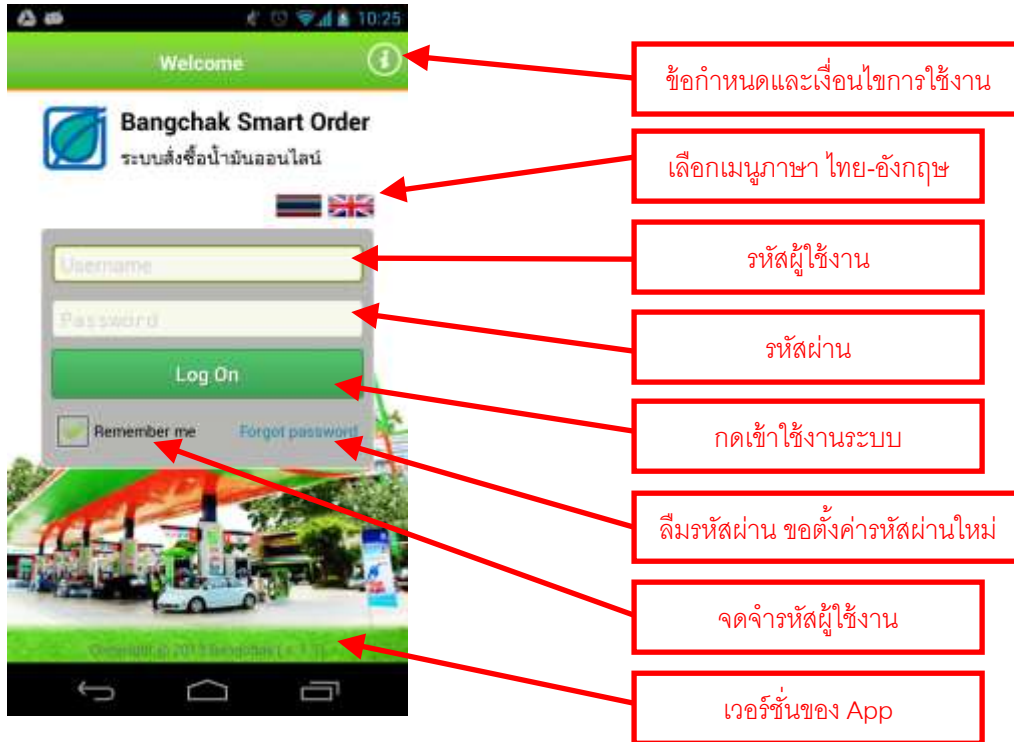 10:25
Welcome
ข้อกำหนดและเงื่อนไขการใช้งาน
Bangchak Smart Order
ระบบสั่งซื้อน้ำมันออนไลน์
เลือกเมนูภาษา ไทย-อังกฤษ
Username
รหัสผู้ใช้งาน
Password
รหัสผ่าน
Log On
กดเข้าใช้งานระบบ
Remember me
Forgot password
ลืมรหัสผ่าน ขอตั้งค่ารหัสผ่านใหม่
จดจำรหัสผู้ใช้งาน
Copyright © 2013 Bangchak
เวอร์ชั่นของ App